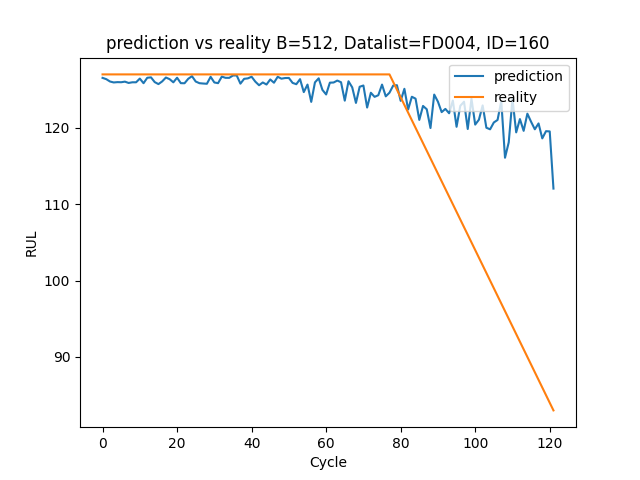 prediction vs reality B=512, Datalist=FD004, ID=160
prediction
reality
120
110
100
90
RUL
0 20 40 60 80 100 120
Cycle